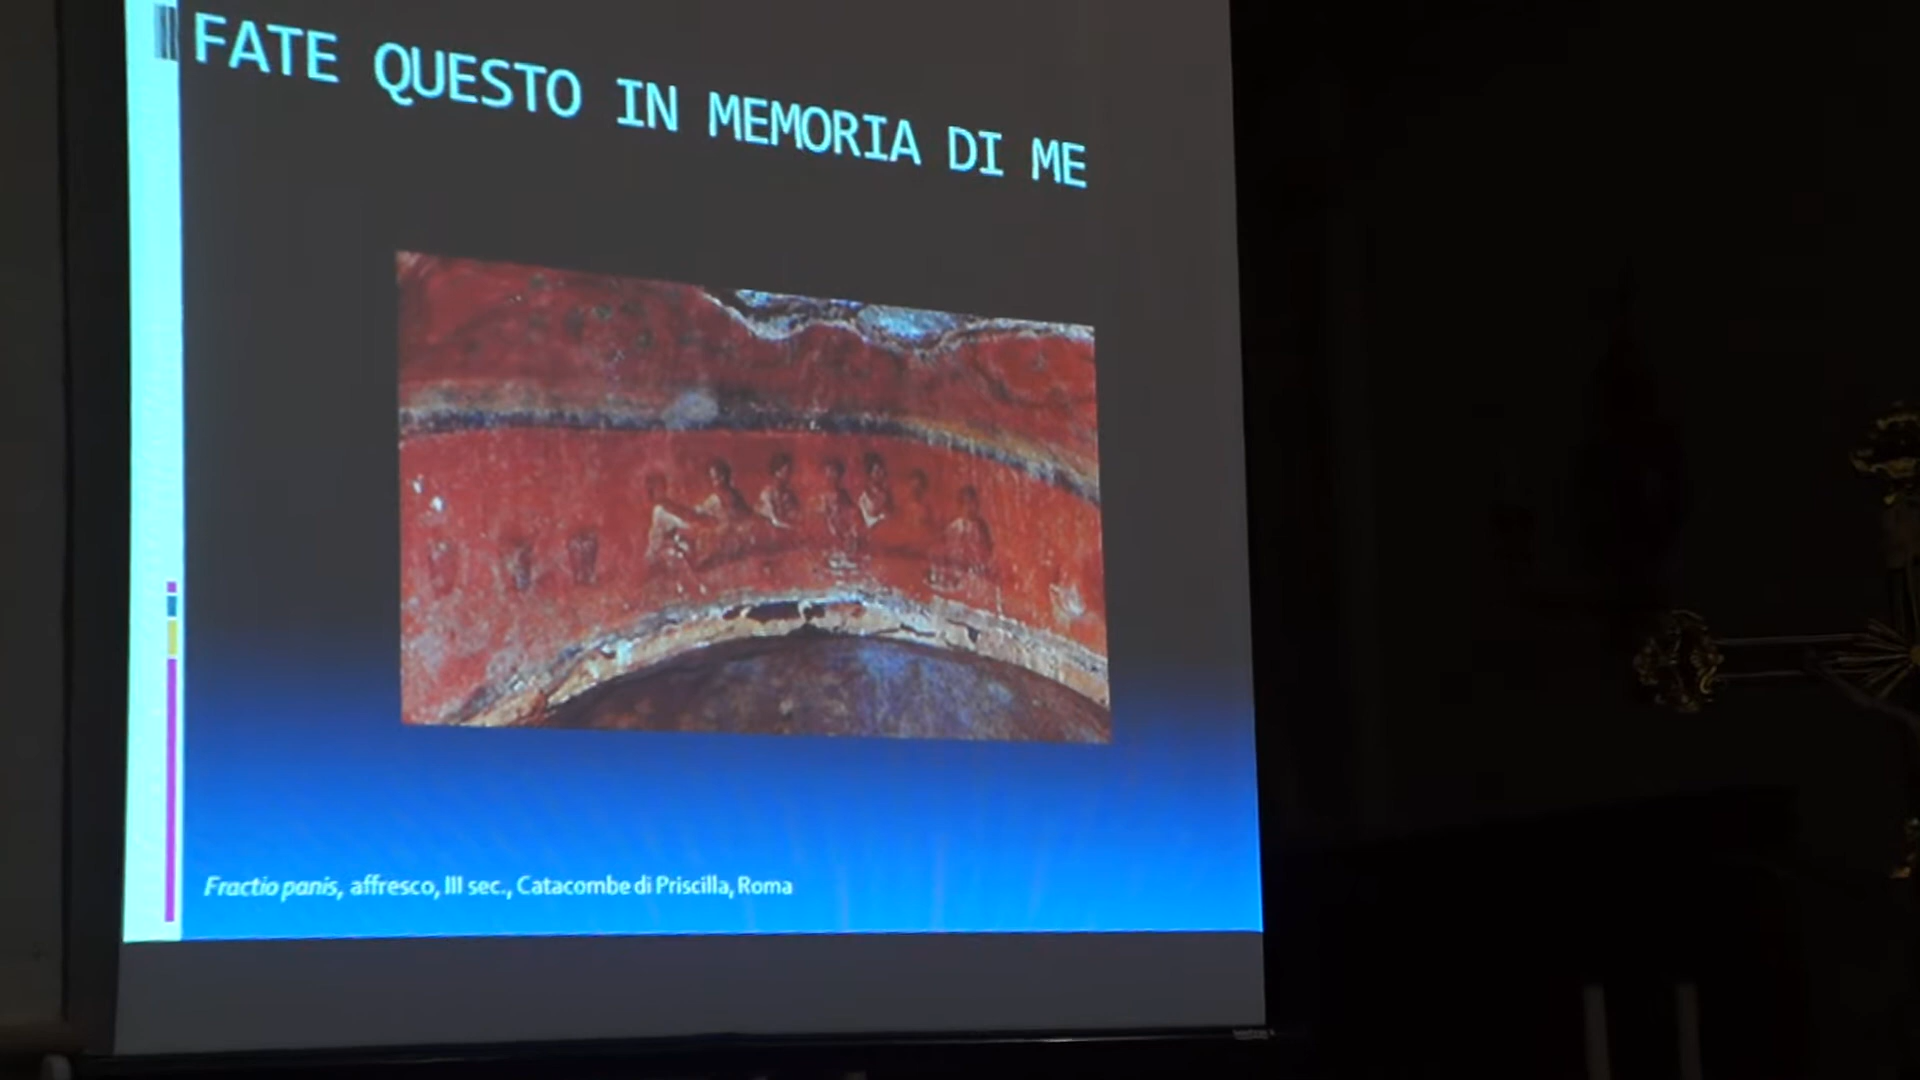 FATE QUESTO IN MEMORIA DI ME
Fractio panis, affresco, III sec., Catacombe di Priscilla, Roma